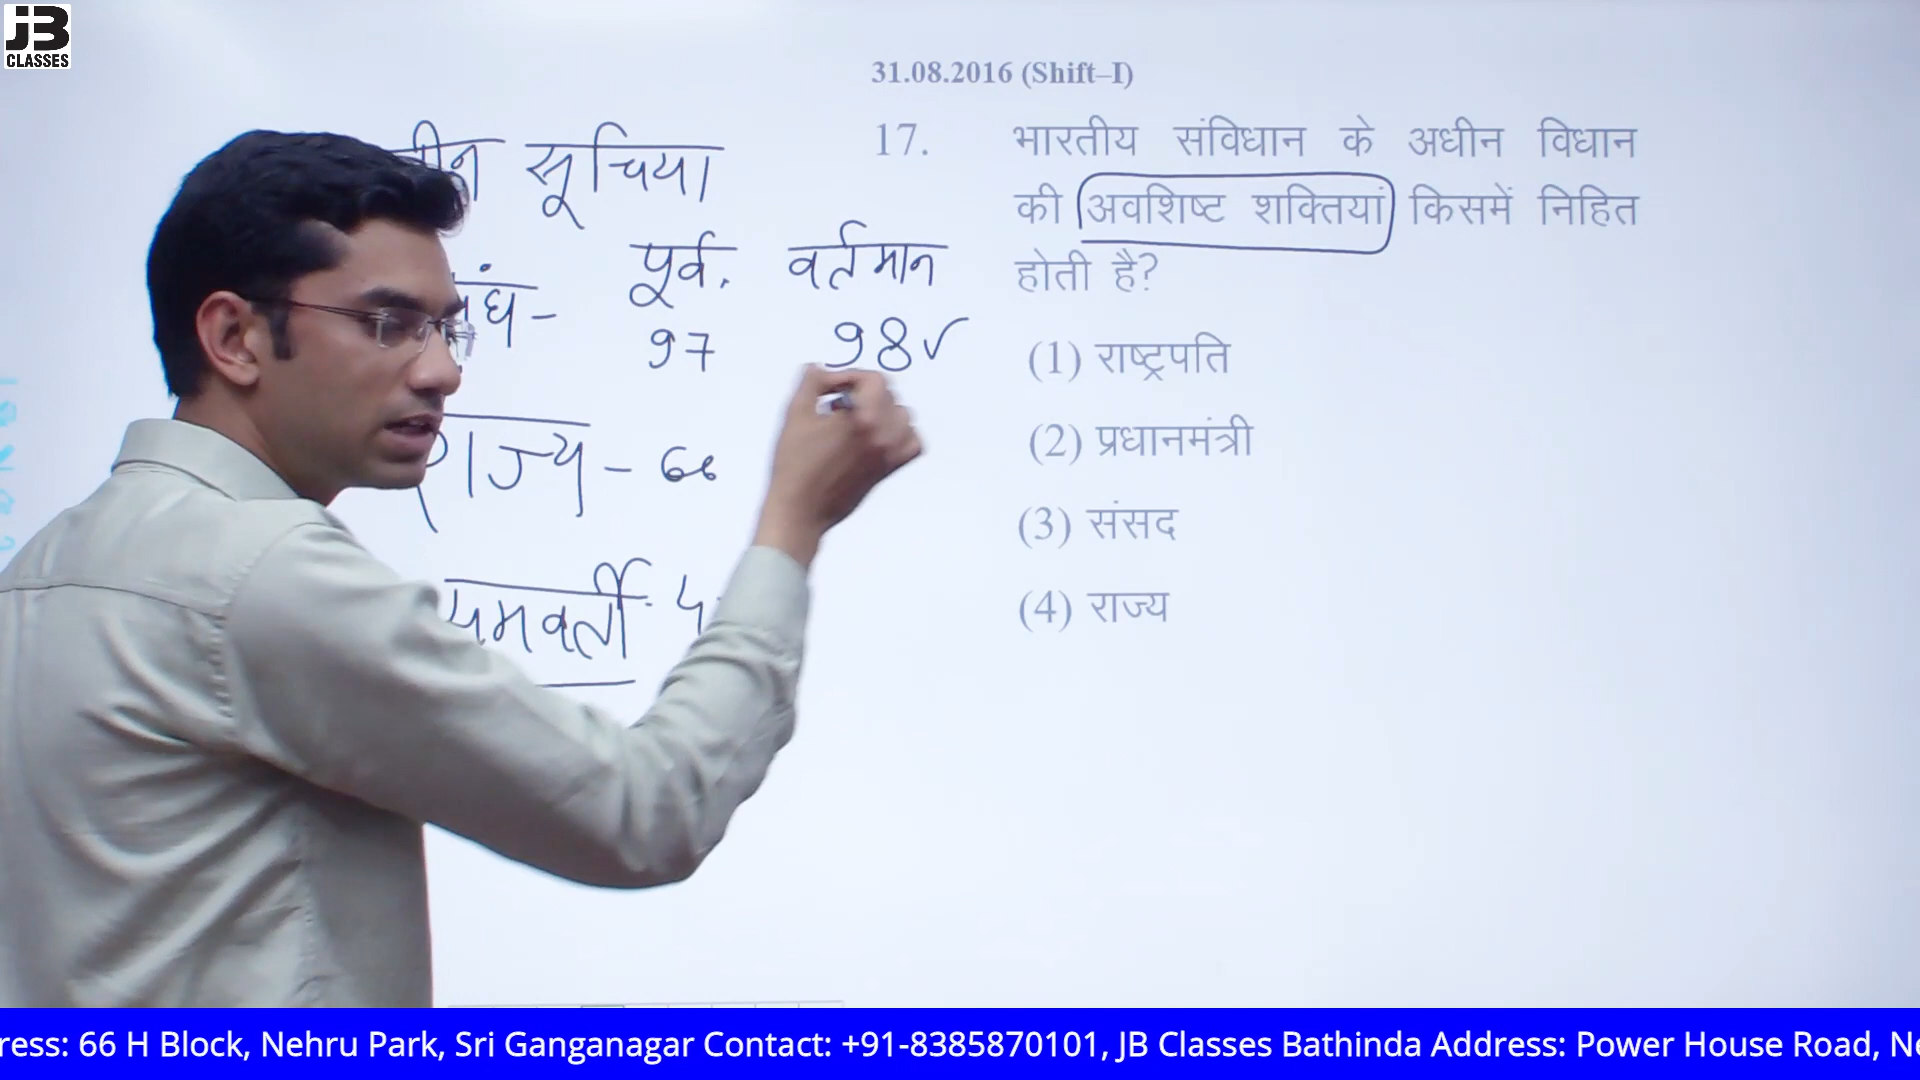 JB
CLASSES
31.08.2016 (Shift–I)
सूचिया
पूर्व. वर्तमान
97 98✓
राज्य - 66
17. भारतीय संविधान के अधीन विधान
की अवशिष्ट शक्तियां किसमें निहित
होती है?
(1) राष्ट्रपति
(2) प्रधानमंत्री
(3) संसद
(4) राज्य
ress: 66 H Block, Nehru Park, Sri Ganganagar Contact: +91-8385870101, JB Classes Bathinda Address: Power House Road, Ne